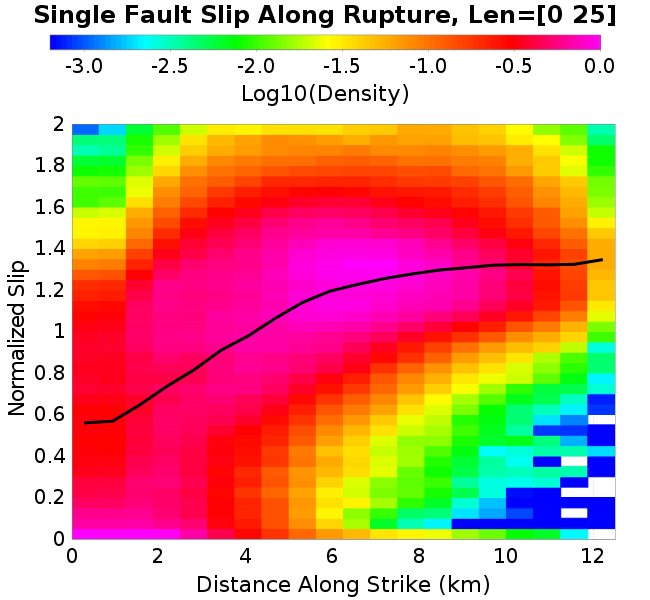 Single Fault Slip Along Rupture, Len=[0 25]
-3.0 -2.5 -2.0 -1.5 -1.0 -0.5 0.0
Log10(Density)
2
1.8
1.6
1.4
1.2
1
0.8
0.6
0.4
0.2
0
Normalized Slip
0 2 4 6 8 10 12
Distance Along Strike (km)